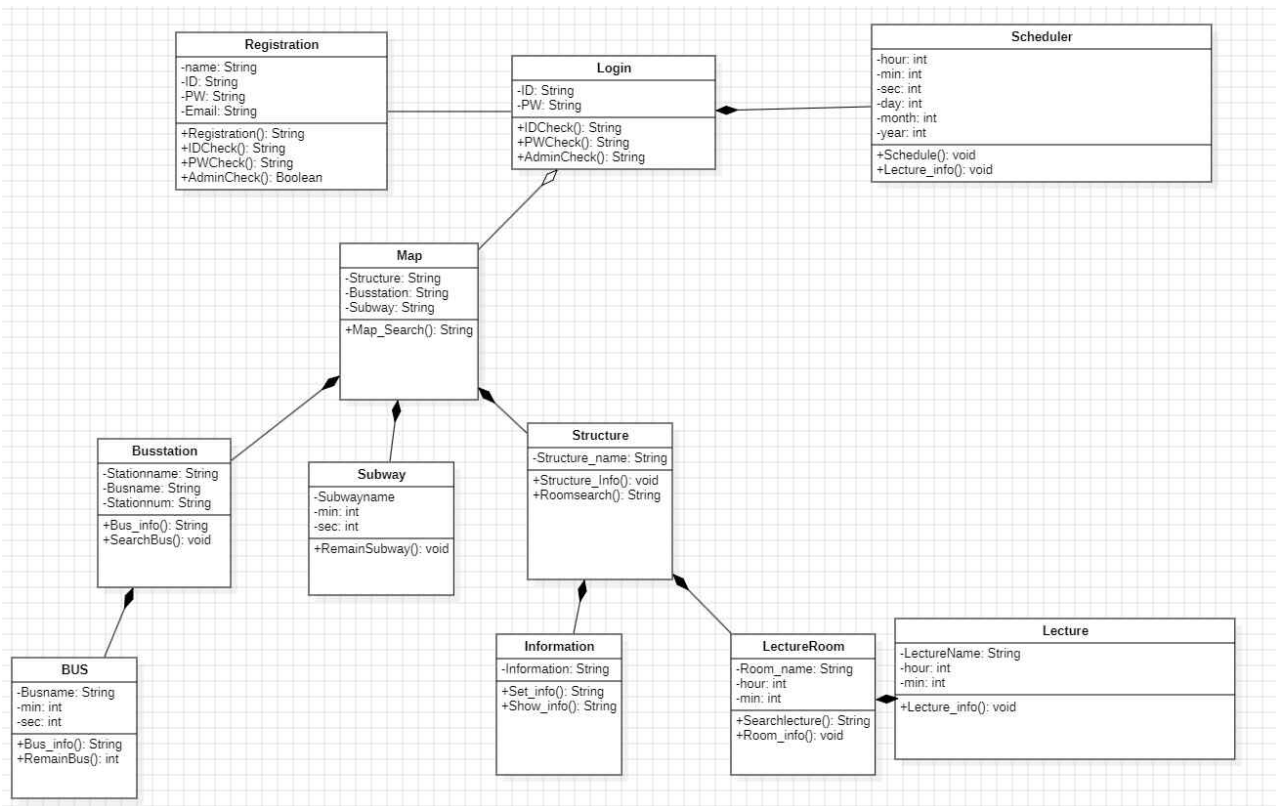 Registration
-name: String
-ID: String
-PW: String
-Email: String
+Registration(): String
+IDCheck(): String
+PWCheck(): String
+AdminCheck(): Boolean
Login
-ID: String
-PW: String
+IDCheck(): String
+PWCheck(): String
+AdminCheck(): String
Scheduler
-hour: int
-min: int
-sec: int
-day: int
-month: int
-year: int
+Schedule(): void
+Lecture_info(): void
Map
-Structure: String
-Busstation: String
-Subway: String
+Map_Search(): String
Busstation
-Stationname: String
-Busname: String
-Stationnum: String
+Bus_info(): String
+SearchBus(): void
Subway
-Subwayname
-min: int
-sec: int
+RemainSubway(): void
Structure
-Structure_name: String
+Structure_Info(): void
+Roomsearch(): String
BUS
-Busname: String
-min: int
-sec: int
+Bus_info(): String
+RemainBus(): int
Information
-Information: String
+Set_info(): String
+Show_info(): String
LectureRoom
-Room_name: String
-hour: int
-min: int
+Searchlecture(): String
+Room_info(): void
Lecture
-LectureName: String
-hour: int
-min: int
+Lecture_info(): void